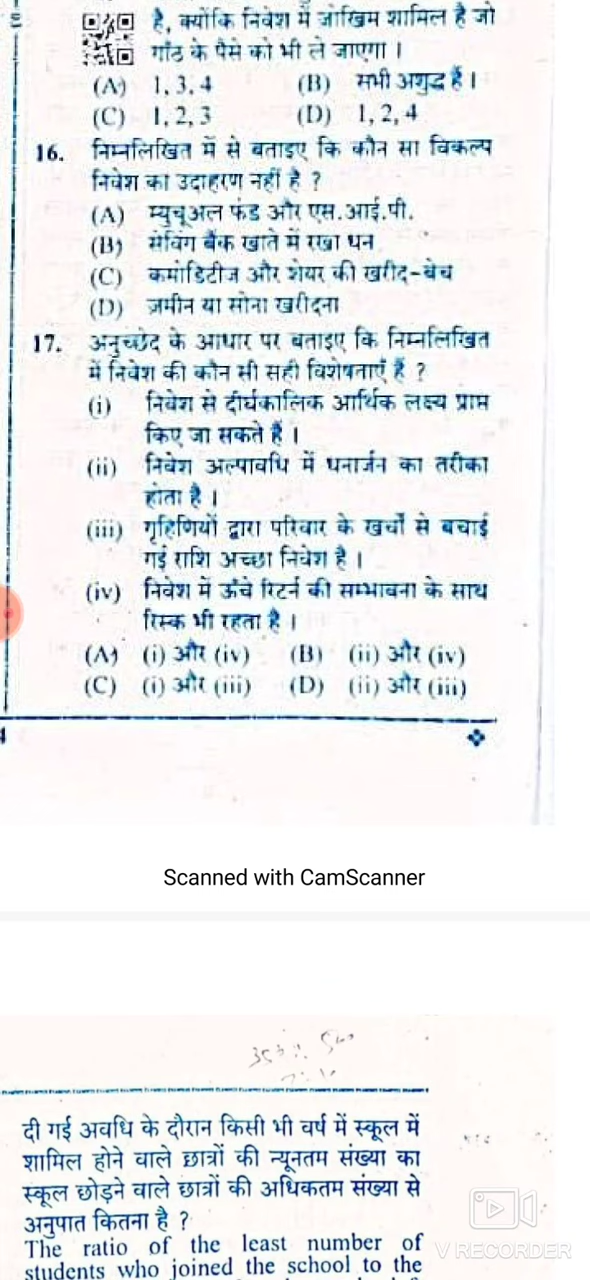 है, क्योंकि निवेश में जोखिम शामिल है जो
गाँठ के पैसे को भी ले जाएगा ।
(A) 1, 3, 4 (B) सभी अशुद्ध हैं ।
(C) 1, 2, 3 (D) 1, 2, 4
16. निम्नलिखित में से बताइए कि कौन सा विकल्प
निवेश का उदाहरण नहीं है ?
(A) म्युचूअल फंड और एस.आई.पी.
(B) सेविंग बैंक खाते में रखा धन
(C) कमोडिटीज और शेयर की खरीद-बेच
(D) ज़मीन या सोना खरीदना
17. अनुच्छेद के आधार पर बताइए कि निम्नलिखित
में निवेश की कौन सी सही विशेषताएँ हैं ?
(i) निवेश से दीर्घकालिक आर्थिक लक्ष्य प्राप्त
किए जा सकते हैं ।
(ii) निवेश अल्पावधि में धनार्जन का तरीका
होता है ।
(iii) गृहिणियों द्वारा परिवार के खर्चों से बचाई
गई राशि अच्छा निवेश है ।
(iv) निवेश में ऊँचे रिटर्न की सम्भावना के साथ
रिस्क भी रहता है ।
(A) (i) और (iv) (B) (ii) और (iv)
(C) (i) और (iii) (D) (ii) और (iii)
Scanned with CamScanner
दी गई अवधि के दौरान किसी भी वर्ष में स्कूल में
शामिल होने वाले छात्रों की न्यूनतम संख्या का
स्कूल छोड़ने वाले छात्रों की अधिकतम संख्या से
अनुपात कितना है ?
The ratio of the least number of
students who joined the school to the
V RECORDER